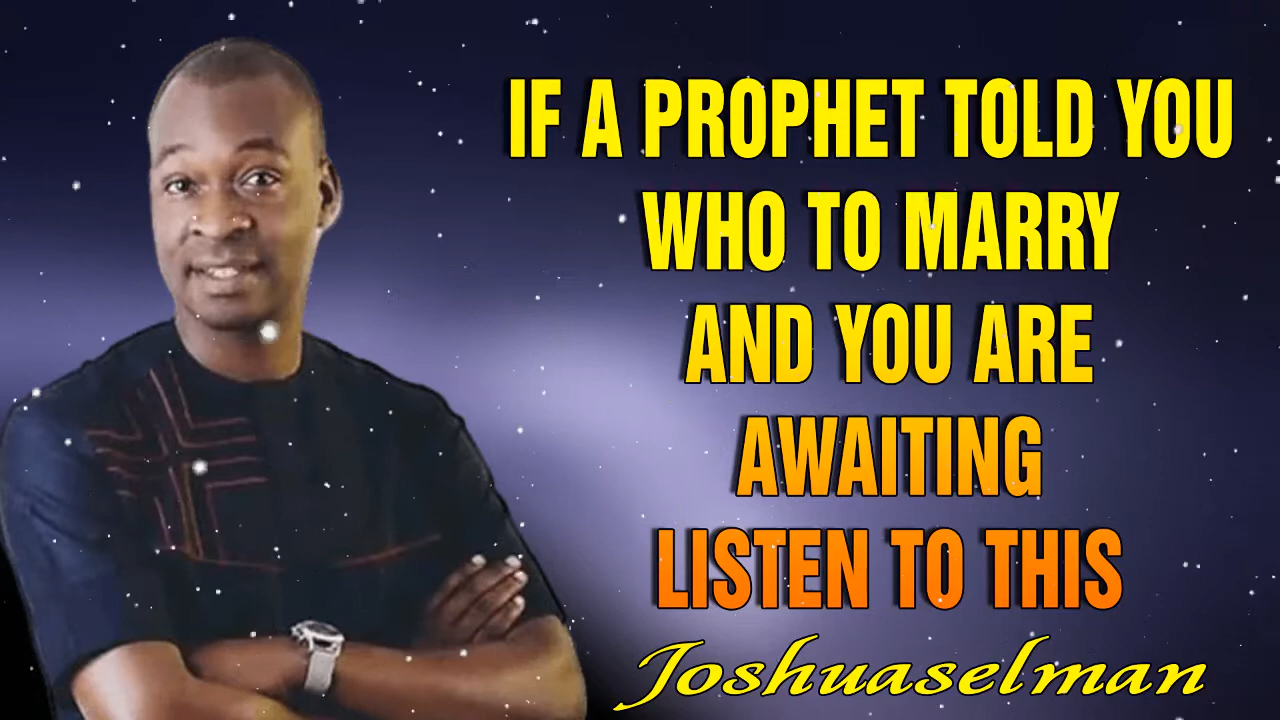 IF A PROPHET TOLD YOU
WHO TO MARRY
AND YOU ARE
AWAITING
LISTEN TO THIS
Joshuaselman